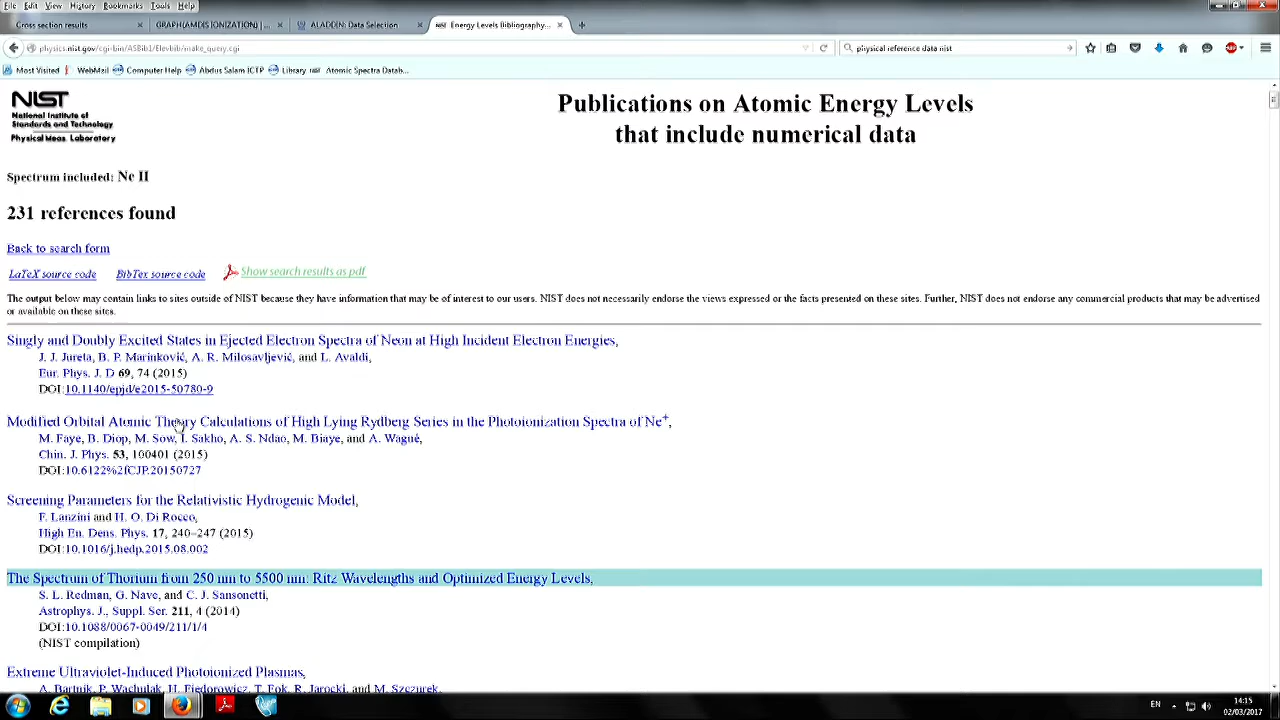 File Edit View History Bookmarks Tools Help
Cross section results
GRAPH(AMDIS IONIZATION) |...
ALADDIN: Data Selection
NIST Energy Levels Bibliography...
physics.nist.gov/cgi-bin/ASBib1/Elevbib/make_query.cgi
physical reference data nist
Most Visited
WebMail
Computer Help
Abdus Salam ICTP
Library
Atomic Spectra Datab...
NIST
National Institute of
Standards and Technology
Physical Meas. Laboratory
Publications on Atomic Energy Levels
that include numerical data
Spectrum included: Ne II
231 references found
Back to search form
LaTeX source code BibTex source code Show search results as pdf
The output below may contain links to sites outside of NIST because they have information that may be of interest to our users. NIST does not necessarily endorse the views expressed or the facts presented on these sites. Further, NIST does not endorse any commercial products that may be advertised
or available on these sites.
Singly and Doubly Excited States in Ejected Electron Spectra of Neon at High Incident Electron Energies,
J. J. Jureta, B. P. Marinković, A. R. Milosavljević, and L. Avaldi,
Eur. Phys. J. D 69, 74 (2015)
DOI:10.1140/epjd/e2015-50780-9
Modified Orbital Atomic Theory Calculations of High Lying Rydberg Series in the Photoionization Spectra of Ne+,
M. Faye, B. Diop, M. Sow, I. Sakho, A. S. Ndao, M. Biaye, and A. Wagué,
Chin. J. Phys. 53, 100401 (2015)
DOI:10.6122%2fCJP.20150727
Screening Parameters for the Relativistic Hydrogenic Model,
F. Lanzini and H. O. Di Rocco,
High En. Dens. Phys. 17, 240–247 (2015)
DOI:10.1016/j.hedp.2015.08.002
The Spectrum of Thorium from 250 nm to 5500 nm: Ritz Wavelengths and Optimized Energy Levels,
S. L. Redman, G. Nave, and C. J. Sansonetti,
Astrophys. J., Suppl. Ser. 211, 4 (2014)
DOI:10.1088/0067-0049/211/1/4
(NIST compilation)
Extreme Ultraviolet-Induced Photoionized Plasmas,
A. Bartnik, P. Wachulak, H. Fiedorowicz, T. Fok, R. Jarocki, and M. Szczurek,
EN
14:15
02/03/2017